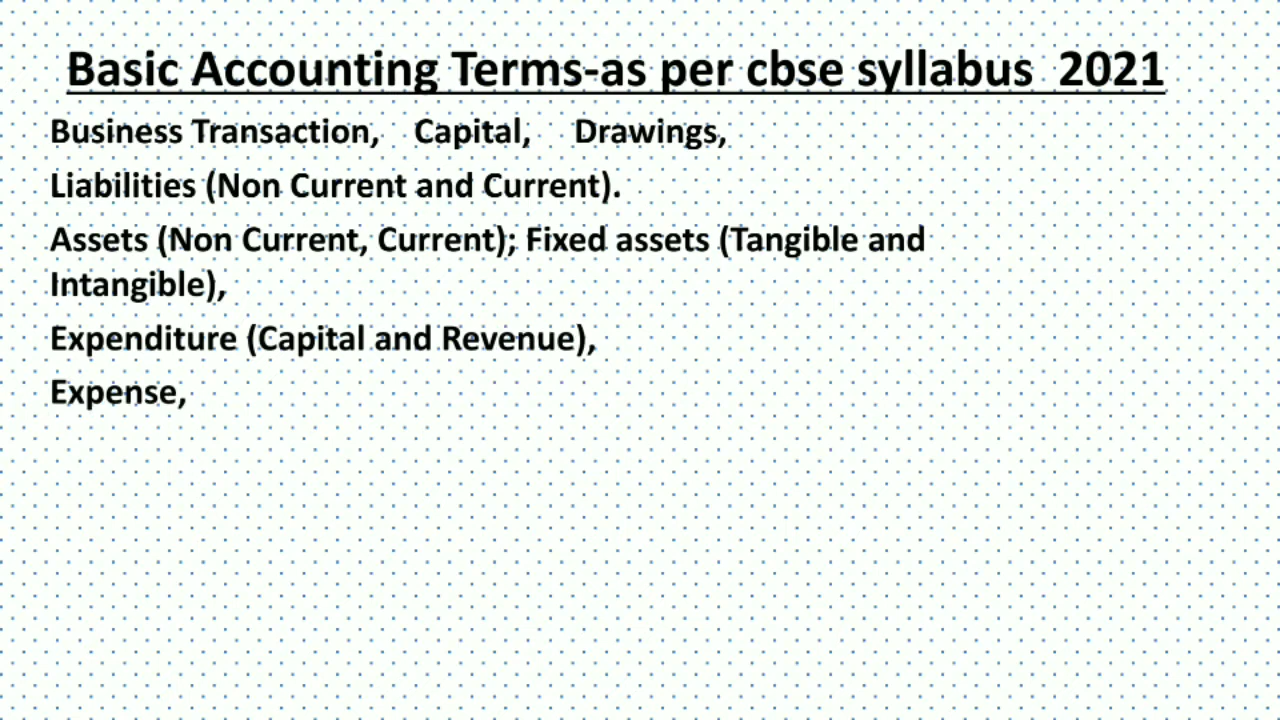 Basic Accounting Terms-as per cbse syllabus 2021
Business Transaction, Capital, Drawings,
Liabilities (Non Current and Current).
Assets (Non Current, Current); Fixed assets (Tangible and
Intangible),
Expenditure (Capital and Revenue),
Expense,